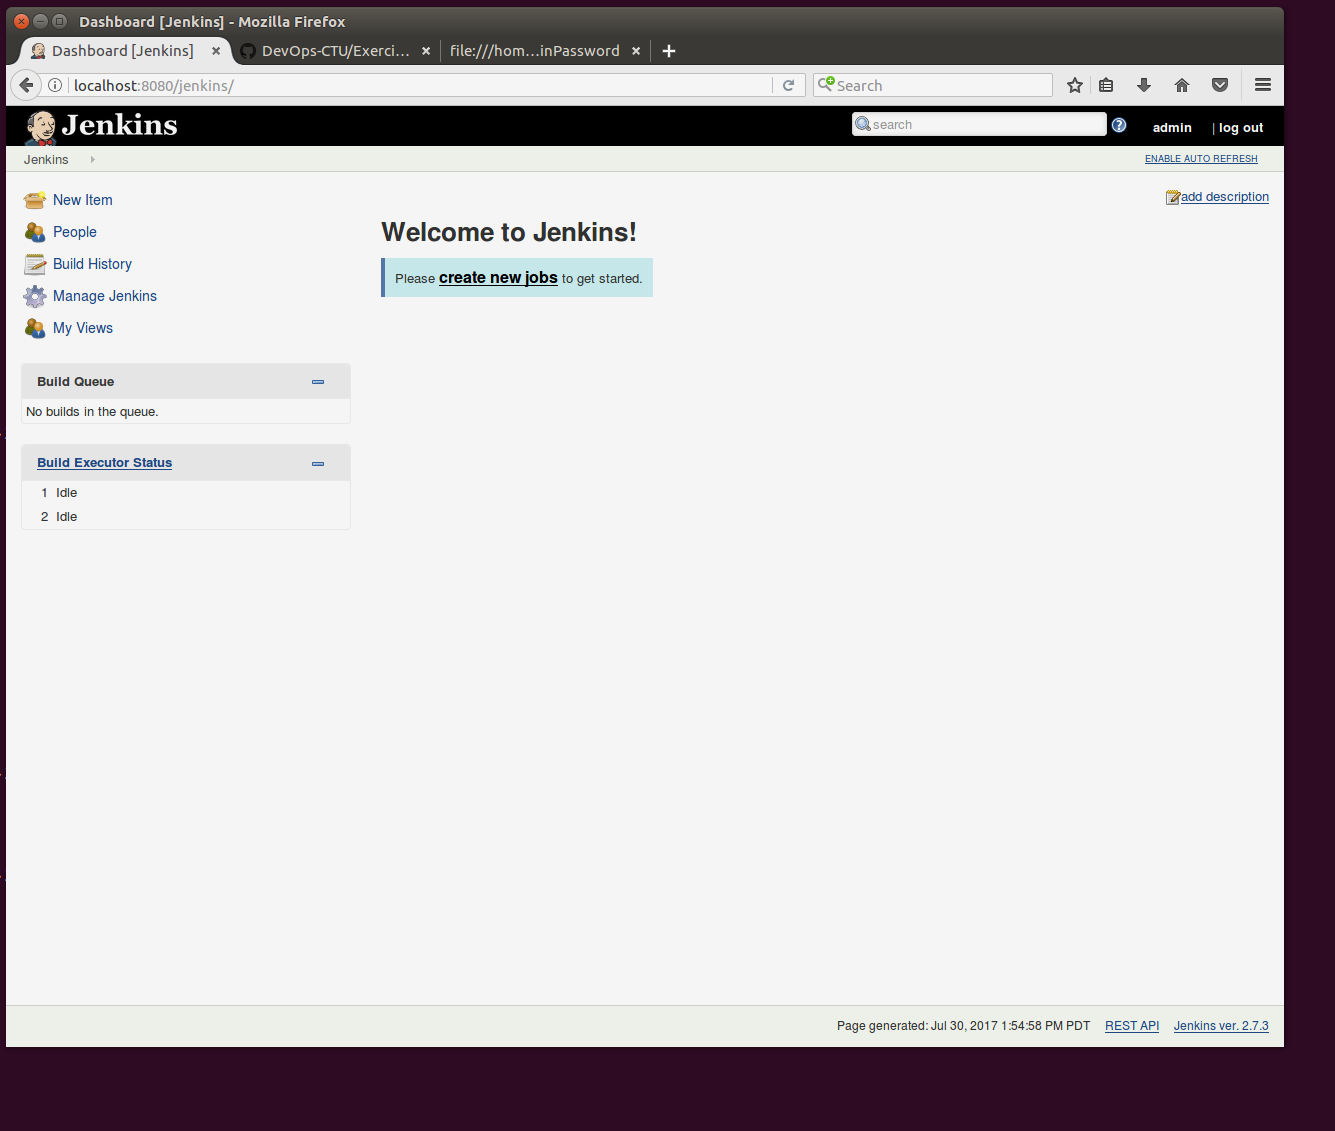 Dashboard [Jenkins] - Mozilla Firefox
Dashboard [Jenkins] DevOps-CTU/Exerci... file:///hom...inPassword
localhost:8080/jenkins/ Search
Jenkins search admin | log out
Jenkins ENABLE AUTO REFRESH
add description
New Item
People
Build History
Manage Jenkins
My Views
Build Queue
No builds in the queue.
Build Executor Status
1 Idle
2 Idle
Welcome to Jenkins!
Please create new jobs to get started.
Page generated: Jul 30, 2017 1:54:58 PM PDT REST API Jenkins ver. 2.7.3